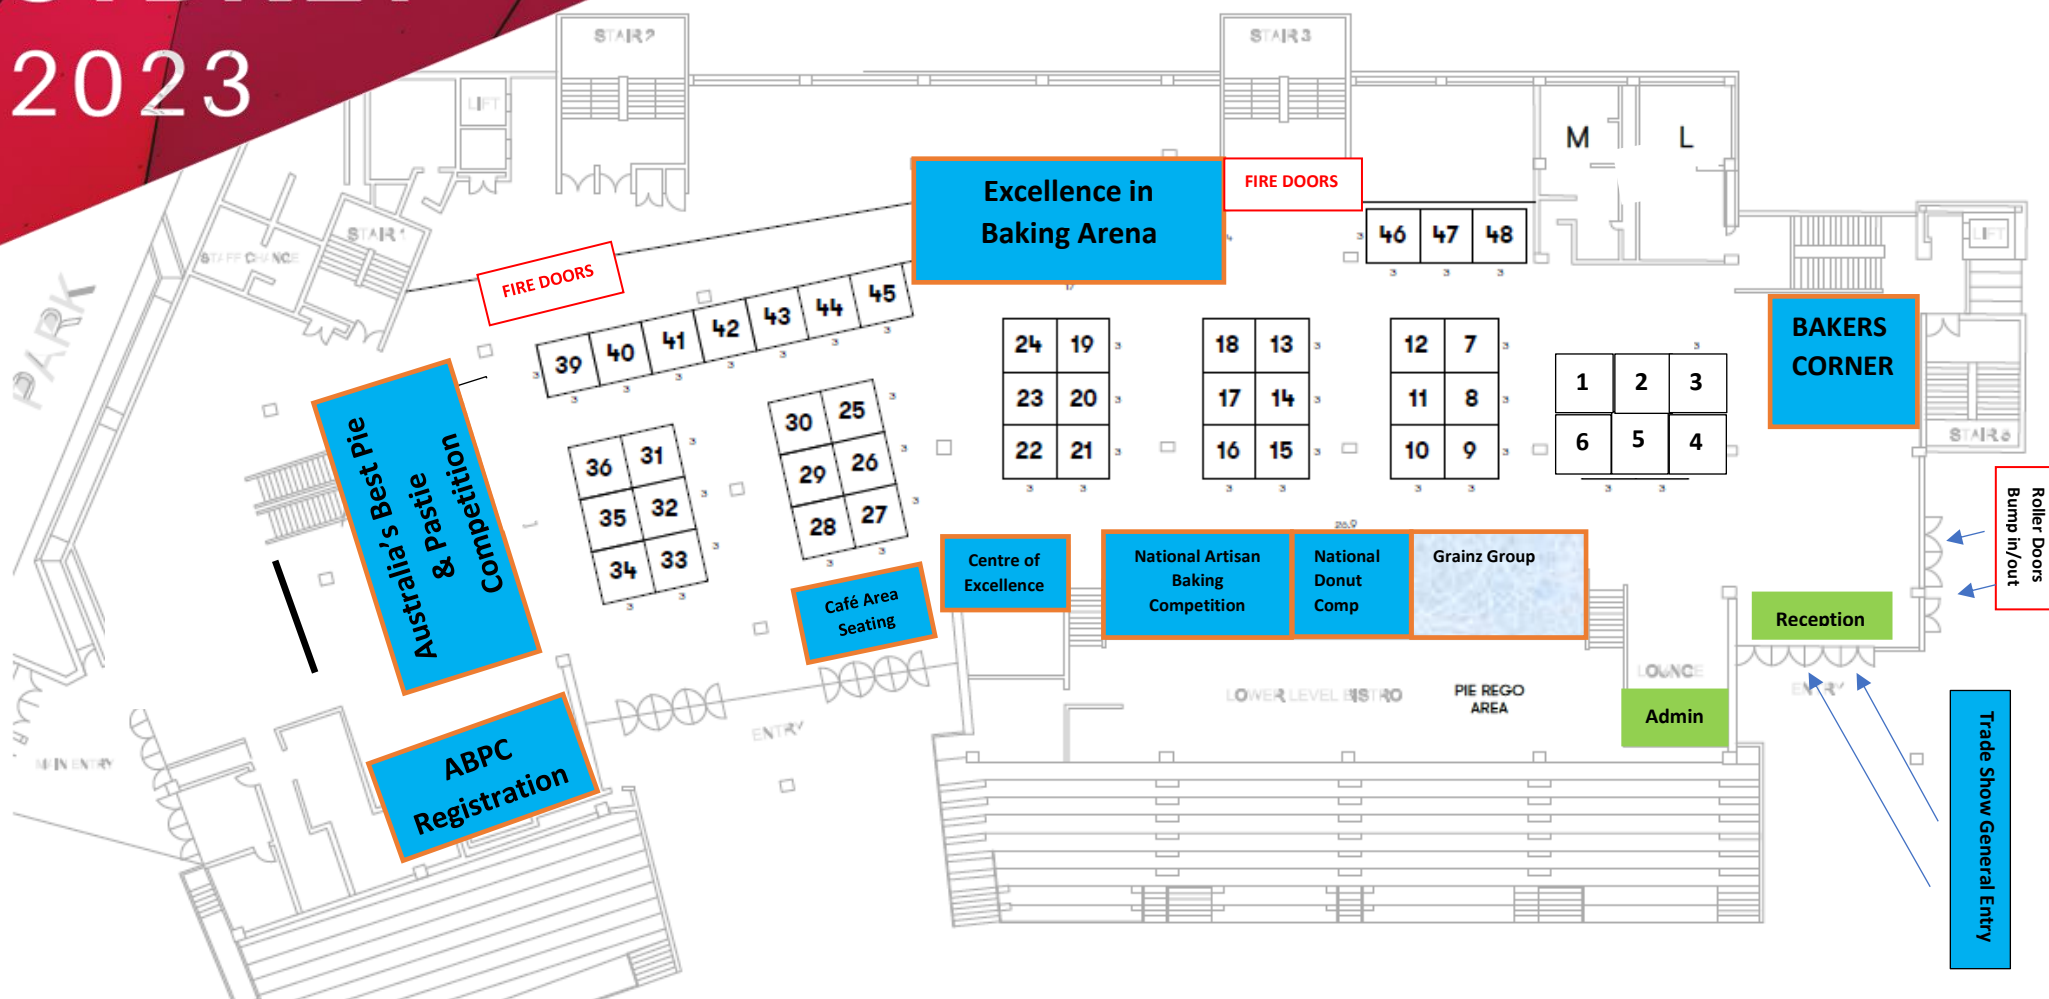 2023
STAIR 2
STAIR 3
LIFT
M
L
Excellence in
Baking Arena
FIRE DOORS
46 47 48
STAIR 1
STAFF CHANGE
FIRE DOORS
LIFT
PARK
39 40 41 42 43 44 45
BAKERS
CORNER
24 19
23 20
22 21
18 13
17 14
16 15
12 7
11 8
10 9
1 2 3
6 5 4
30 25
29 26
28 27
36 31
35 32
34 33
Australia's Best Pie
& Pastie
Competition
Roller Doors
Bump in/out
26.9
Centre of
Excellence
National Artisan
Baking
Competition
National
Donut
Comp
Grainz Group
Café Area
Seating
Reception
LOUNGE
LOWER LEVEL BISTRO
PIE REGO
AREA
Admin
ENTRY
ENTRY
MAIN ENTRY
ABPC
Registration
Trade Show General Entry